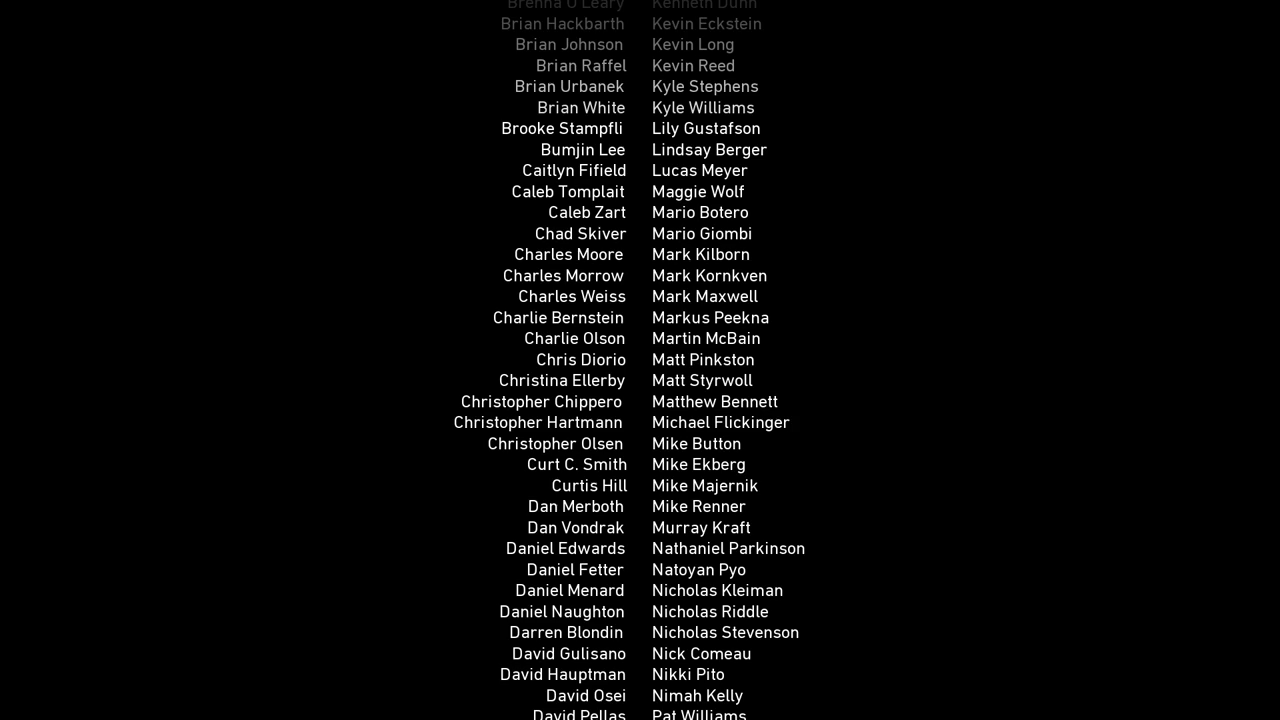 Brenna O'Leary Kenneth Dunn
Brian Hackbarth Kevin Eckstein
Brian Johnson Kevin Long
Brian Raffel Kevin Reed
Brian Urbanek Kyle Stephens
Brian White Kyle Williams
Brooke Stampfli Lily Gustafson
Bumjin Lee Lindsay Berger
Caitlyn Fifield Lucas Meyer
Caleb Tomplait Maggie Wolf
Caleb Zart Mario Botero
Chad Skiver Mario Giombi
Charles Moore Mark Kilborn
Charles Morrow Mark Kornkven
Charles Weiss Mark Maxwell
Charlie Bernstein Markus Peekna
Charlie Olson Martin McBain
Chris Diorio Matt Pinkston
Christina Ellerby Matt Styrwoll
Christopher Chippero Matthew Bennett
Christopher Hartmann Michael Flickinger
Christopher Olsen Mike Button
Curt C. Smith Mike Ekberg
Curtis Hill Mike Majernik
Dan Merboth Mike Renner
Dan Vondrak Murray Kraft
Daniel Edwards Nathaniel Parkinson
Daniel Fetter Natoyan Pyo
Daniel Menard Nicholas Kleiman
Daniel Naughton Nicholas Riddle
Darren Blondin Nicholas Stevenson
David Gulisano Nick Comeau
David Hauptman Nikki Pito
David Osei Nimah Kelly
David Pellas Pat Williams